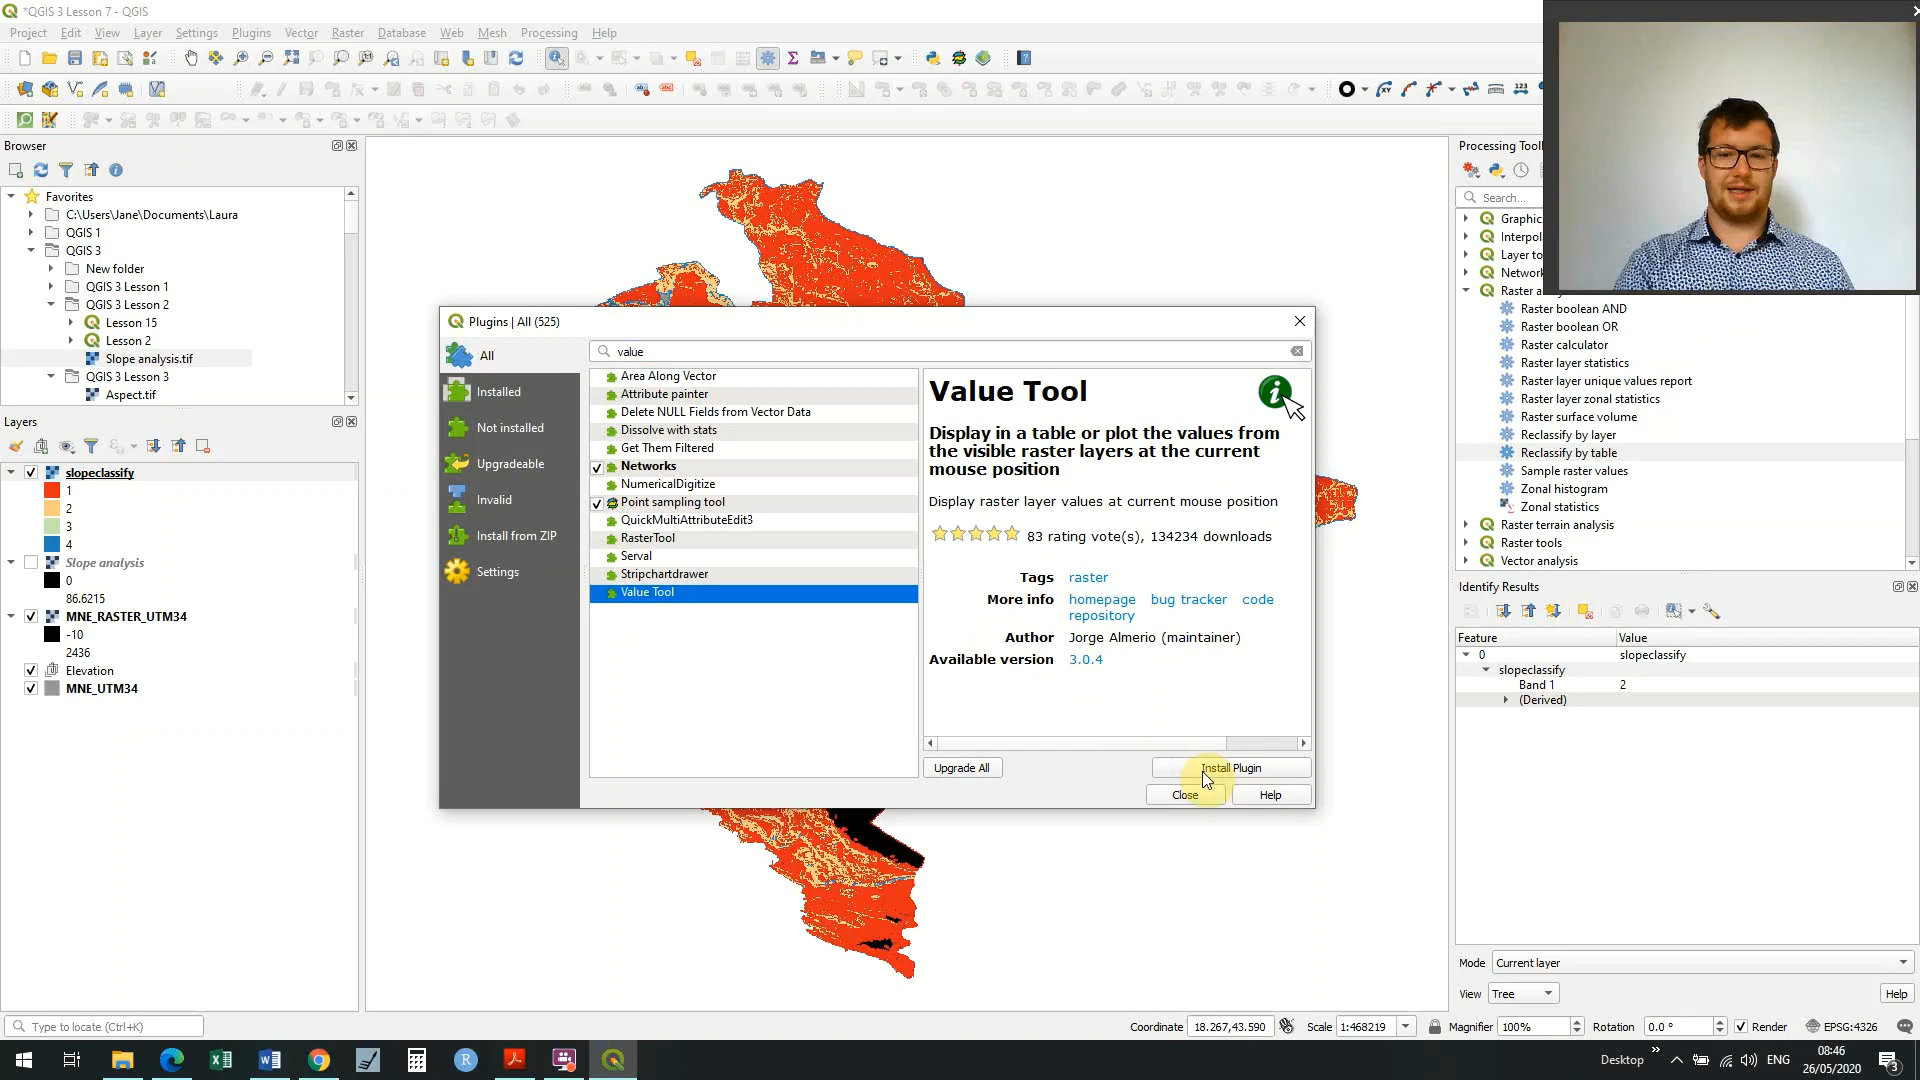 *QGIS 3 Lesson 7 - QGIS
Project Edit View Layer Settings Plugins Vector Raster Database Web Mesh Processing Help
Browser
Favorites
C:\Users\Jane\Documents\Laura
QGIS 1
QGIS 3
New folder
QGIS 3 Lesson 1
QGIS 3 Lesson 2
Lesson 15
Lesson 2
Slope analysis.tif
QGIS 3 Lesson 3
Aspect.tif
Layers
slopeclassify
1
2
3
4
Slope analysis
0
86.6215
MNE_RASTER_UTM34
-10
2436
Elevation
MNE_UTM34
Type to locate (Ctrl+K)
Plugins | All (525)
All
Installed
Not installed
Upgradeable
Invalid
Install from ZIP
Settings
value
Area Along Vector
Attribute painter
Delete NULL Fields from Vector Data
Dissolve with stats
Get Them Filtered
Networks
NumericalDigitize
Point sampling tool
QuickMultiAttributeEdit3
RasterTool
Serval
Stripchartdrawer
Value Tool
Value Tool
Display in a table or plot the values from
the visible raster layers at the current
mouse position
Display raster layer values at current mouse position
83 rating vote(s), 134234 downloads
Tags raster
More info homepage bug tracker code
repository
Author Jorge Almerio (maintainer)
Available version 3.0.4
Upgrade All
Install Plugin
Close
Help
Processing Tool
Search...
Graphic
Interpol
Layer to
Network
Raster a
Raster boolean AND
Raster boolean OR
Raster calculator
Raster layer statistics
Raster layer unique values report
Raster layer zonal statistics
Raster surface volume
Reclassify by layer
Reclassify by table
Sample raster values
Zonal histogram
Zonal statistics
Raster terrain analysis
Raster tools
Vector analysis
Identify Results
Feature Value
0 slopeclassify
slopeclassify
Band 1 2
(Derived)
Mode Current layer
View Tree Help
Coordinate 18.267,43.590 Scale 1:468219 Magnifier 100% Rotation 0.0 ° Render EPSG:4326
Desktop ENG
08:46
26/05/2020
3